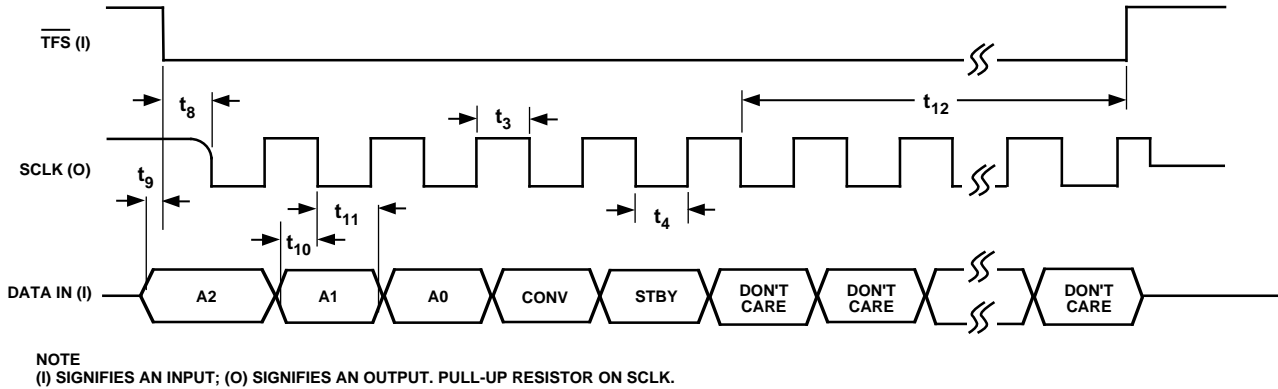 TFS (I)
t8
t3
t12
SCLK (O)
t9
t11
t10
t4
DATA IN (I)
A2
A1
A0
CONV
STBY
DON'T
CARE
DON'T
CARE
DON'T
CARE
NOTE
(I) SIGNIFIES AN INPUT; (O) SIGNIFIES AN OUTPUT. PULL-UP RESISTOR ON SCLK.